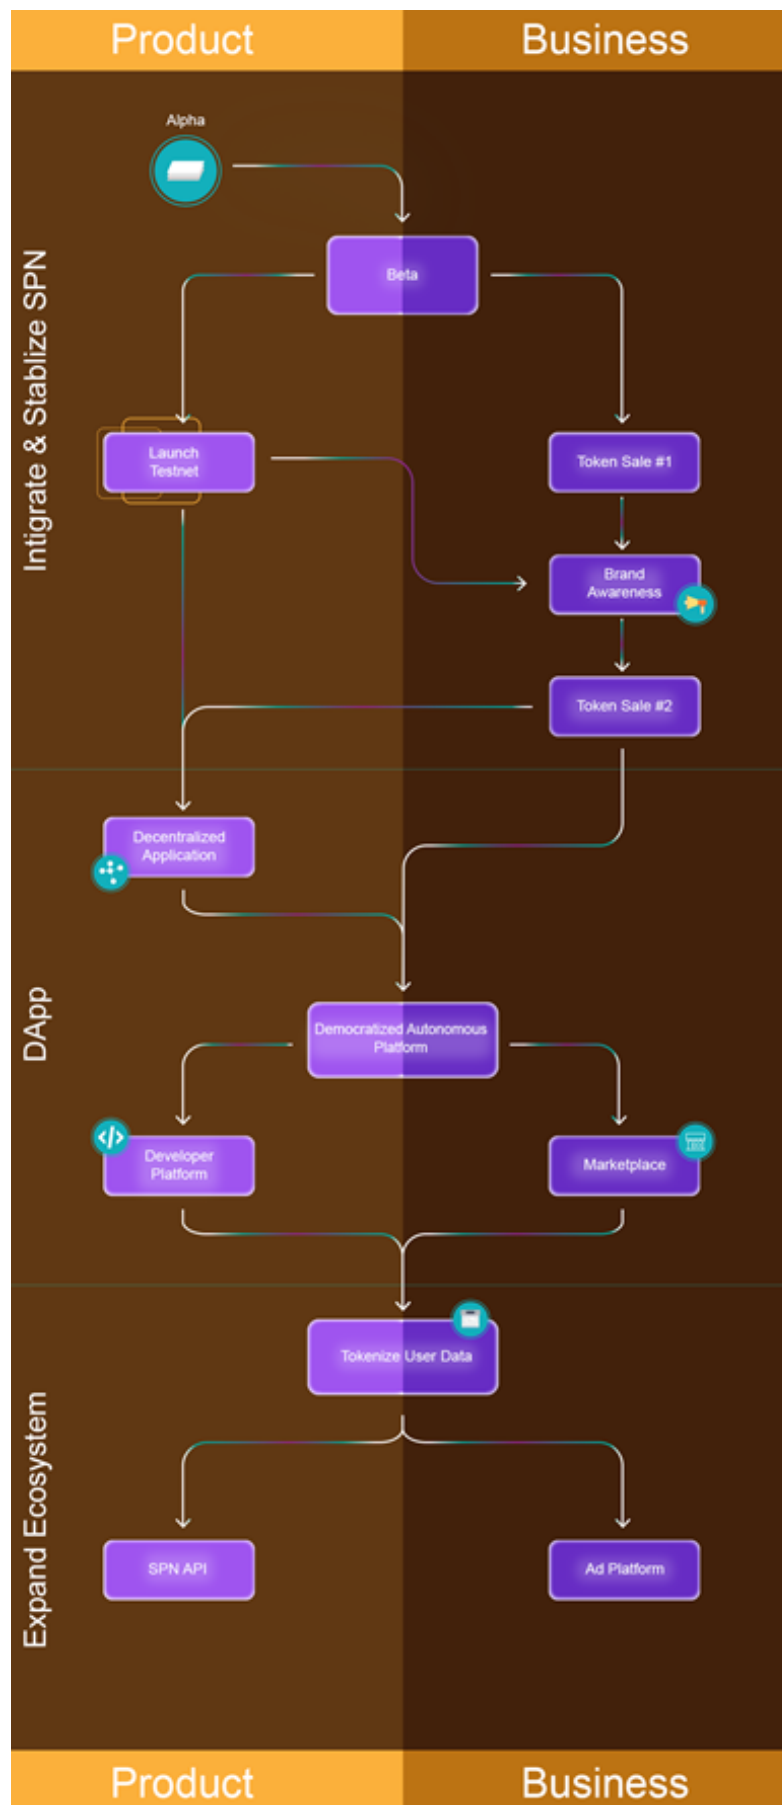 Product
Business
Alpha
Intigrate & Stablize SPN
Beta
Launch
Testnet
Token Sale #1
Brand
Awareness
Token Sale #2
DApp
Decentralized
Application
Democratized Autonomous
Platform
Developer
Platform
Marketplace
Expand Ecosystem
Tokenize User Data
SPN API
Ad Platform
Product
Business